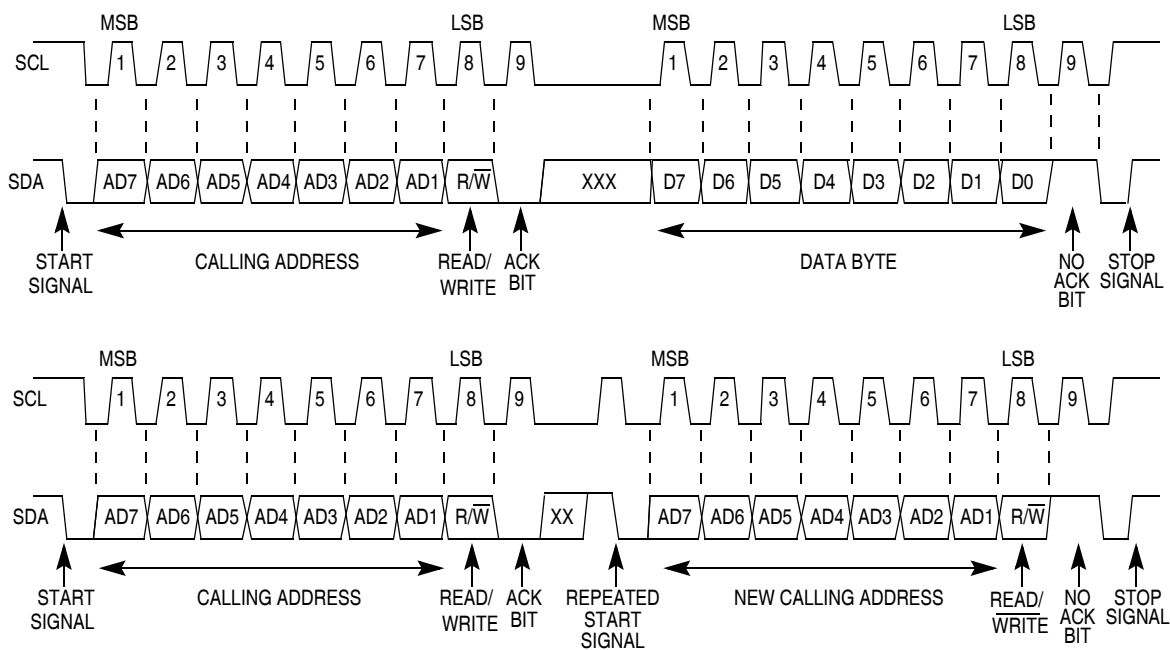 MSB LSB MSB LSB
SCL 1 2 3 4 5 6 7 8 9 1 2 3 4 5 6 7 8 9
SDA AD7 AD6 AD5 AD4 AD3 AD2 AD1 R/W̅ XXX D7 D6 D5 D4 D3 D2 D1 D0
START CALLING ADDRESS READ/ ACK DATA BYTE NO STOP
SIGNAL WRITE BIT ACK SIGNAL
BIT
MSB LSB MSB LSB
SCL 1 2 3 4 5 6 7 8 9 1 2 3 4 5 6 7 8 9
SDA AD7 AD6 AD5 AD4 AD3 AD2 AD1 R/W̅ XX AD7 AD6 AD5 AD4 AD3 AD2 AD1 R/W̅
START CALLING ADDRESS READ/ ACK REPEATED NEW CALLING ADDRESS READ/ NO STOP
SIGNAL WRITE BIT START W̅R̅I̅T̅E̅ ACK SIGNAL
SIGNAL BIT